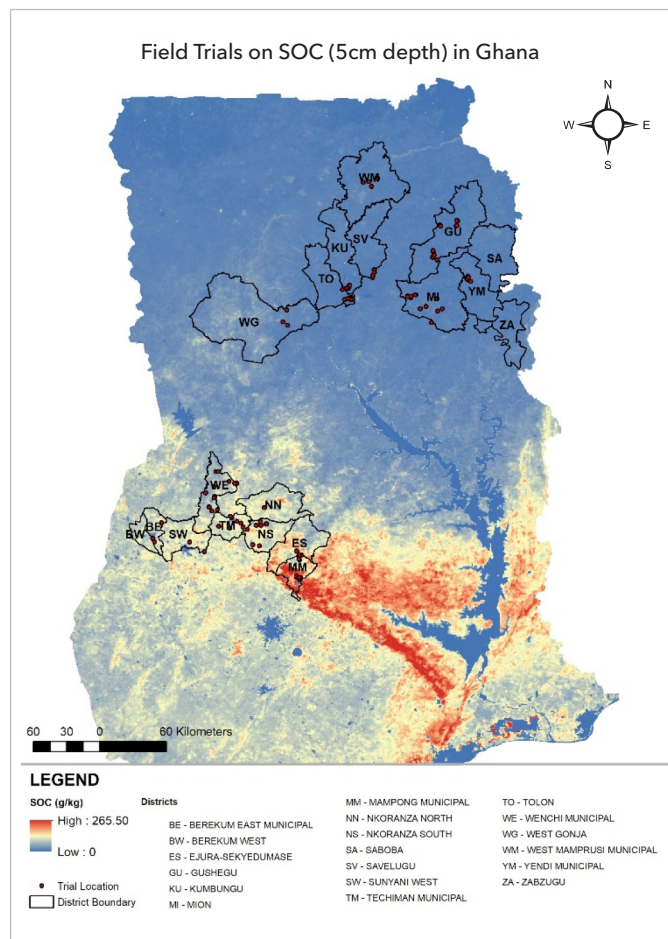 Field Trials on SOC (5cm depth) in Ghana
N
W E
S
WM
GU
SV
KU
SA
TO
YM
MI
WG
ZA
WE
NN
BE
TM
BW
SW
NS
ES
MM
60 30 0 60 Kilometers
LEGEND
SOC (g/kg)
High : 265.50
Low : 0
Trial Location
District Boundary
Districts
BE - BEREKUM EAST MUNICIPAL
BW - BEREKUM WEST
ES - EJURA-SEKYEDUMASE
GU - GUSHEGU
KU - KUMBUNGU
MI - MION
MM - MAMPONG MUNICIPAL
NN - NKORANZA NORTH
NS - NKORANZA SOUTH
SA - SABOBA
SV - SAVELUGU
SW - SUNYANI WEST
TM - TECHIMAN MUNICIPAL
TO - TOLON
WE - WENCHI MUNICIPAL
WG - WEST GONJA
WM - WEST MAMPRUSI MUNICIPAL
YM - YENDI MUNICIPAL
ZA - ZABZUGU